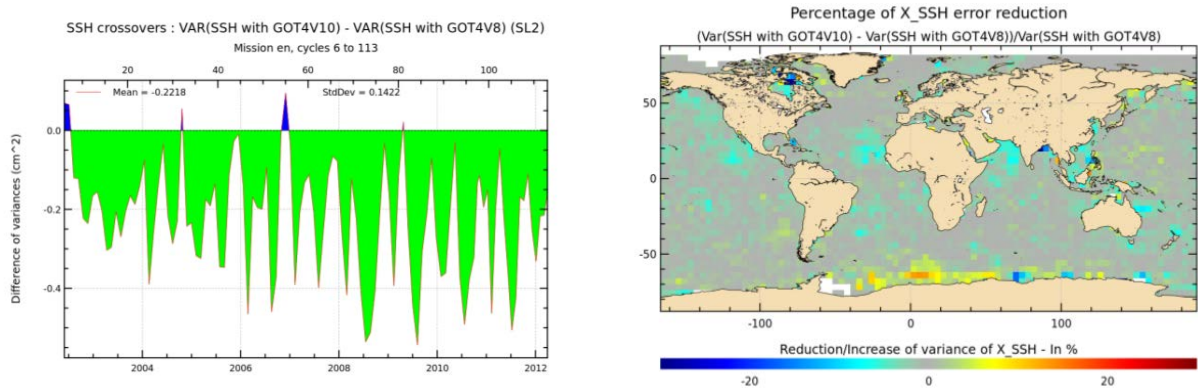 SSH crossovers : VAR(SSH with GOT4V10) - VAR(SSH with GOT4V8) (SL2)
Mission en, cycles 6 to 113
20 40 60 80 100
Mean = -0.2218 StdDev = 0.1422
Difference of variances (cm^2)
0.0
-0.2
-0.4
2004 2006 2008 2010 2012
Percentage of X_SSH error reduction
(Var(SSH with GOT4V10) - Var(SSH with GOT4V8))/Var(SSH with GOT4V8)
50
0
-50
-100 0 100
Reduction/Increase of variance of X_SSH - In %
-20 0 20